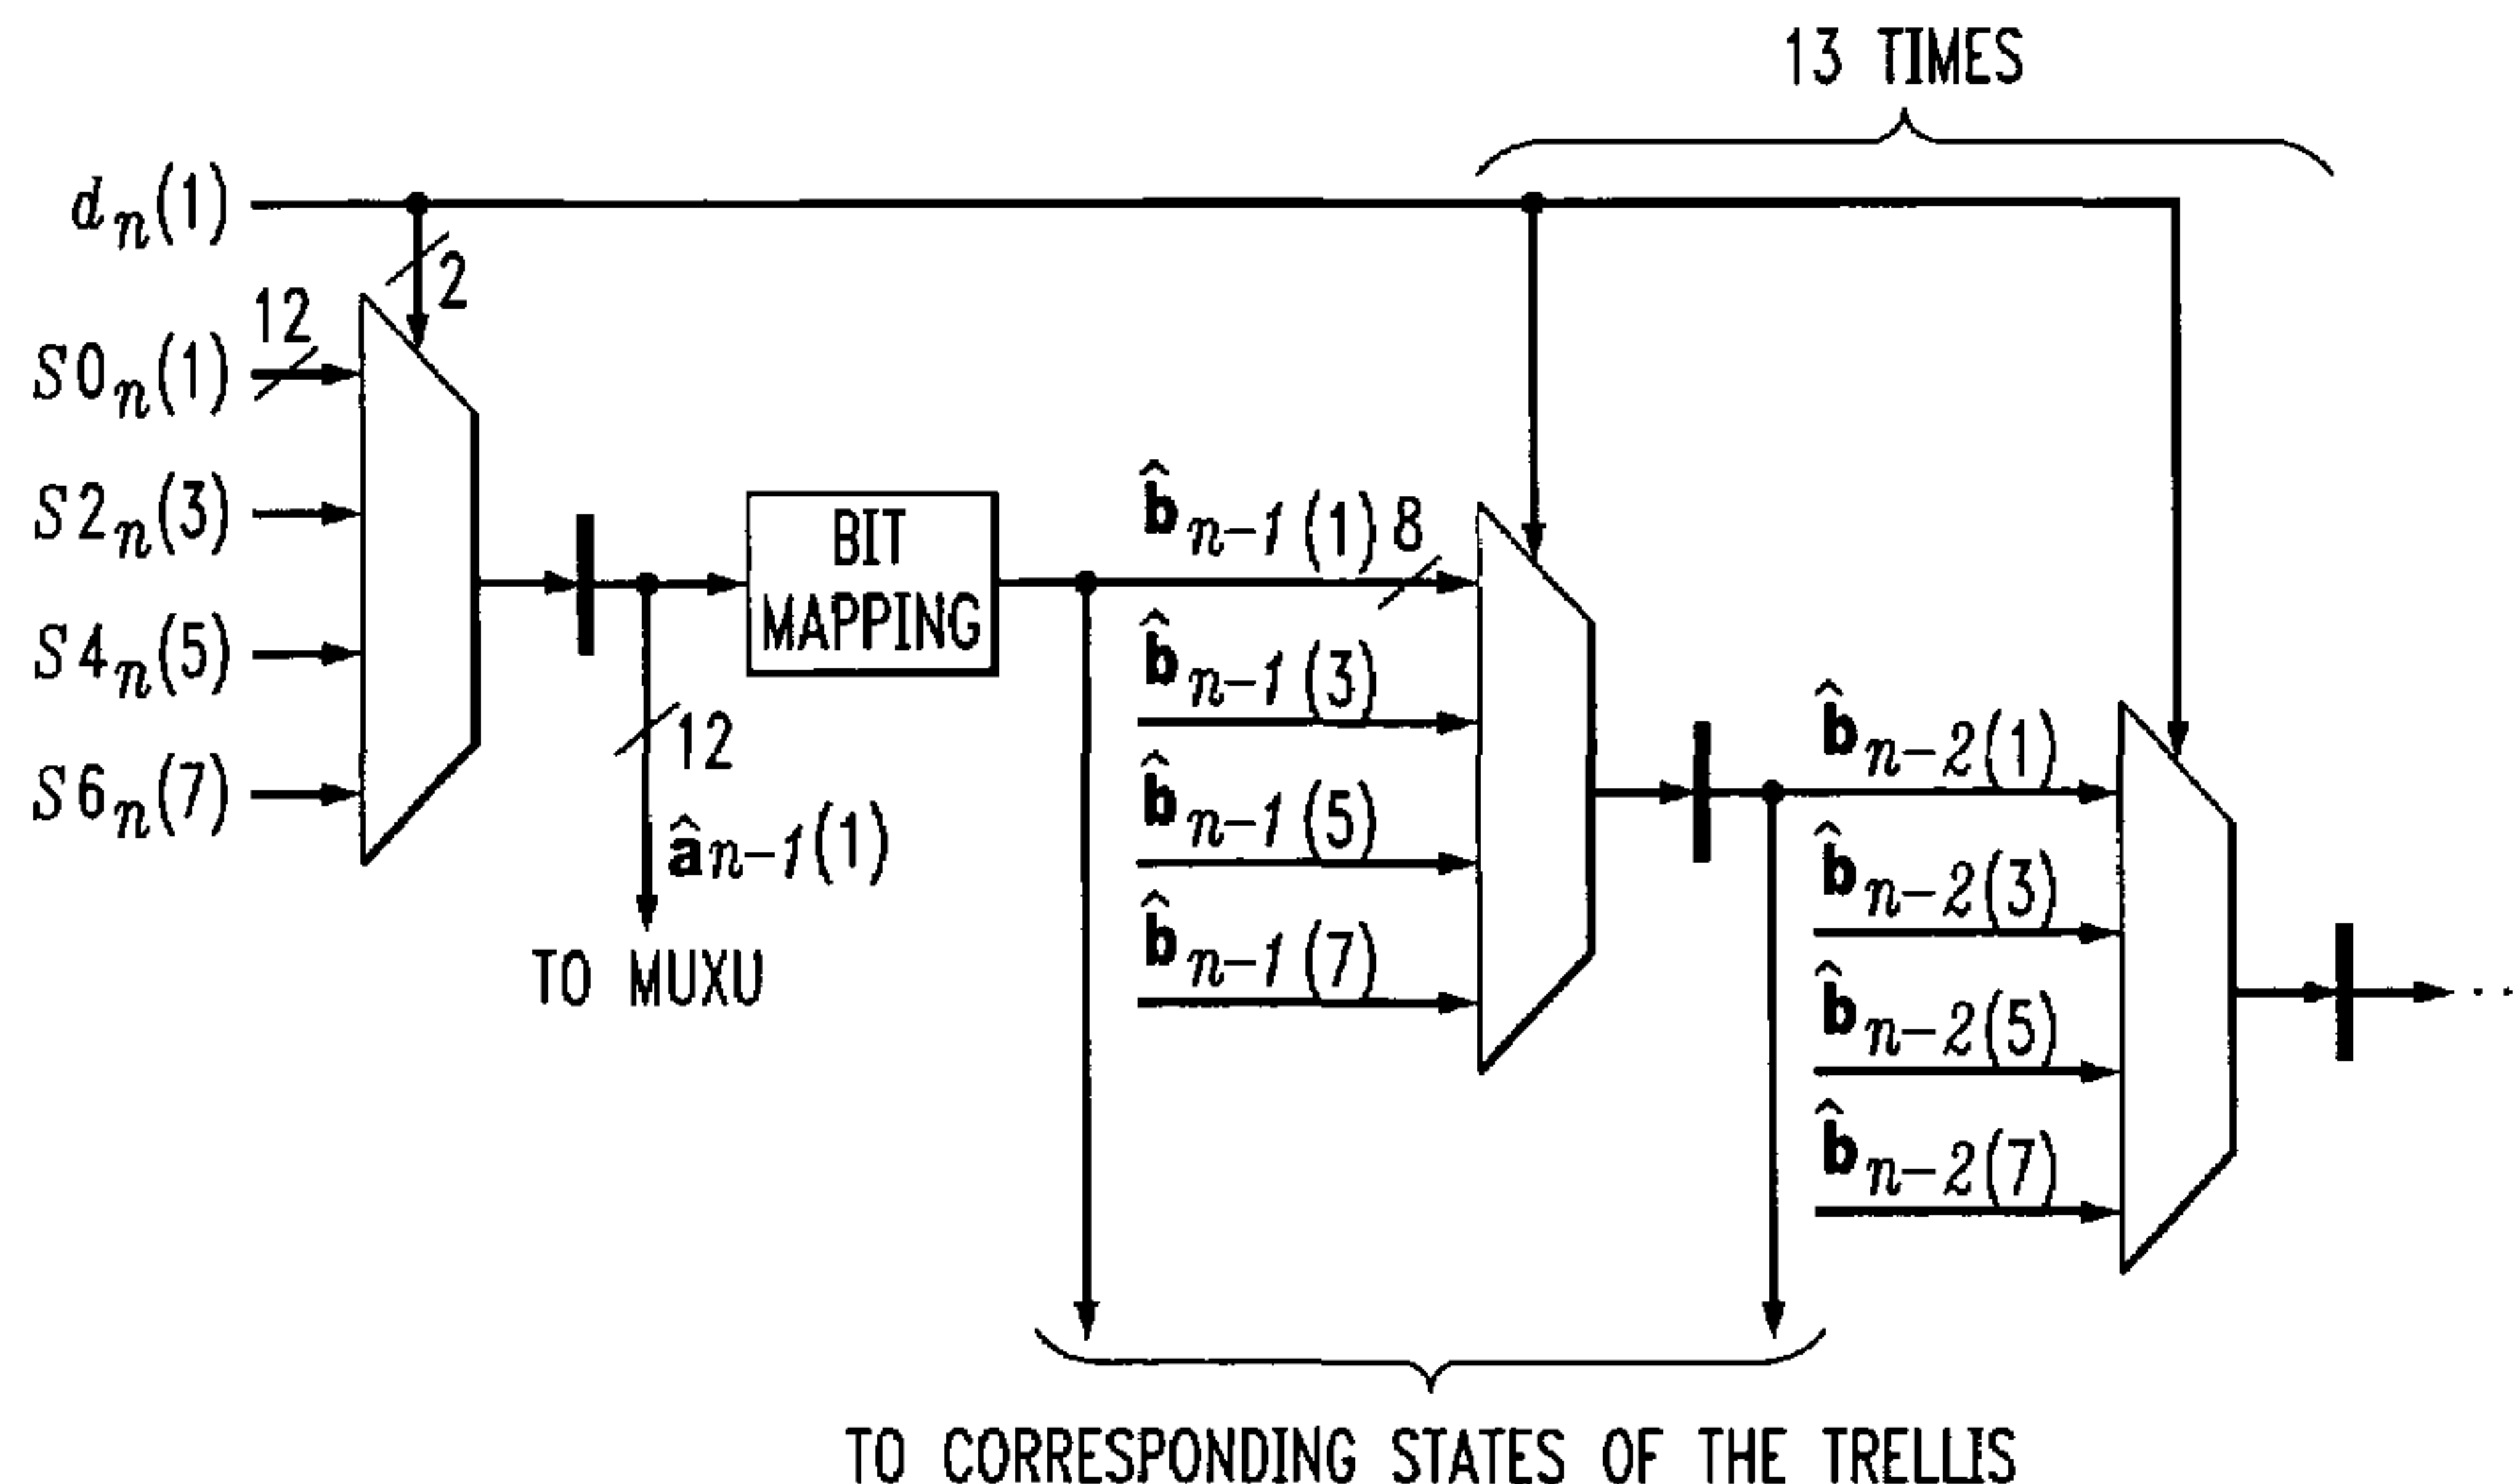 13 TIMES
dₙ(1)
2
12
S0ₙ(1)
S2ₙ(3)
S4ₙ(5)
S6ₙ(7)
BIT
MAPPING
12
âₙ₋₁(1)
TO MUXU
b̂ₙ₋₁(1) 8
b̂ₙ₋₁(3)
b̂ₙ₋₁(5)
b̂ₙ₋₁(7)
b̂ₙ₋₂(1)
b̂ₙ₋₂(3)
b̂ₙ₋₂(5)
b̂ₙ₋₂(7)
..
TO CORRESPONDING STATES OF THE TRELLIS